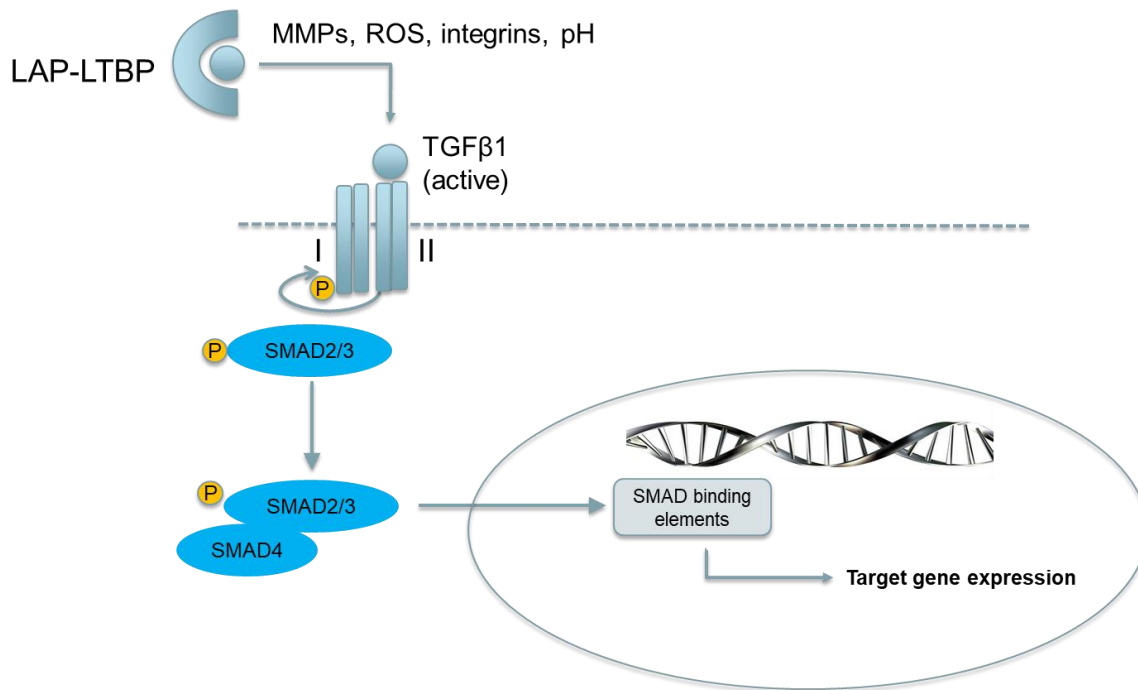 MMPs, ROS, integrins, pH
LAP-LTBP
TGFβ1
(active)
I
II
P
P
SMAD2/3
P
SMAD2/3
SMAD4
SMAD binding
elements
Target gene expression